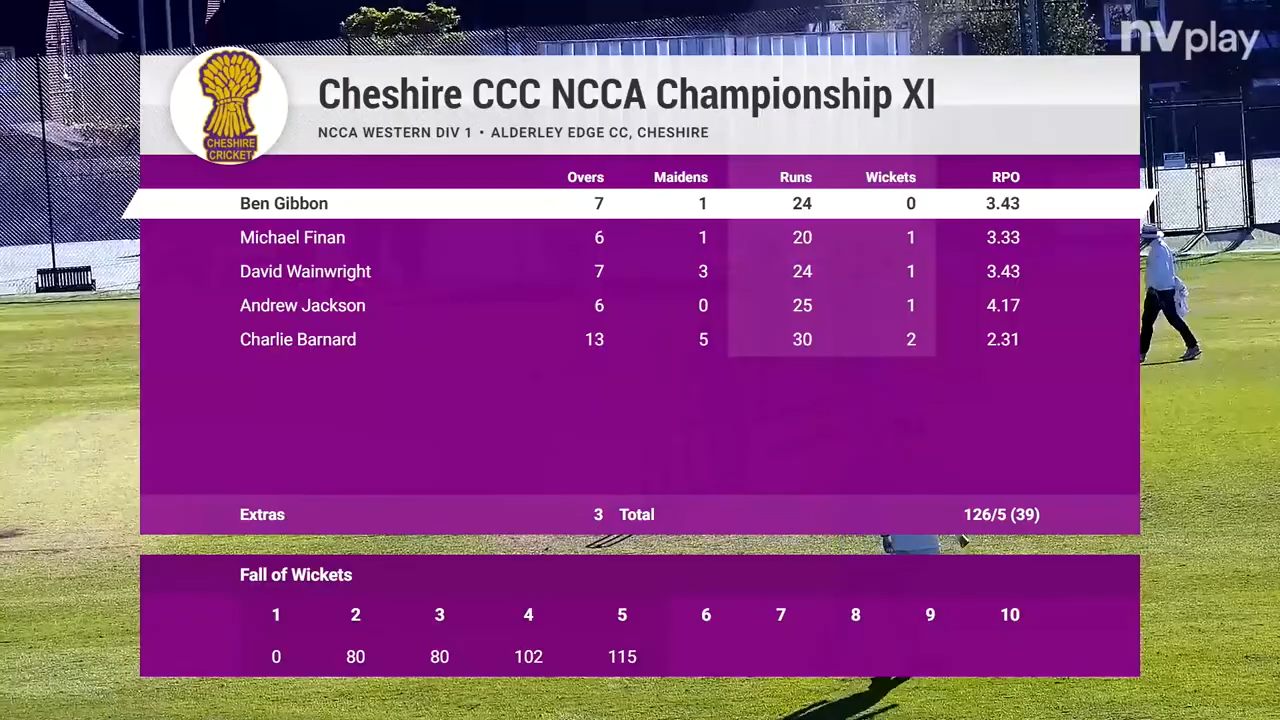 nvplay
Cheshire CCC NCCA Championship XI
NCCA WESTERN DIV 1 • ALDERLEY EDGE CC, CHESHIRE
CHESHIRE
CRICKET
Overs Maidens Runs Wickets RPO
Ben Gibbon 7 1 24 0 3.43
Michael Finan 6 1 20 1 3.33
David Wainwright 7 3 24 1 3.43
Andrew Jackson 6 0 25 1 4.17
Charlie Barnard 13 5 30 2 2.31
Extras 3 Total 126/5 (39)
Fall of Wickets
1 2 3 4 5 6 7 8 9 10
0 80 80 102 115